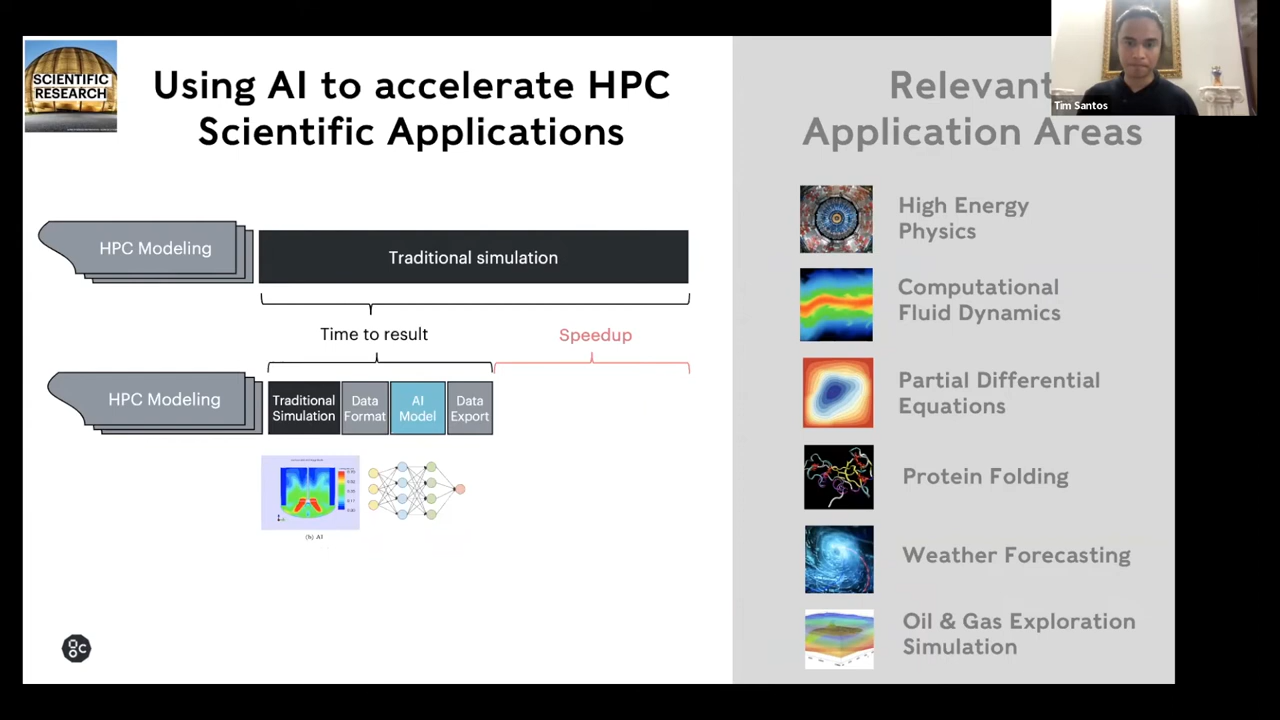 SCIENTIFIC
RESEARCH
Using AI to accelerate HPC
Scientific Applications
HPC Modeling
Traditional simulation
Time to result
Speedup
HPC Modeling
Traditional
Simulation
Data
Format
AI
Model
Data
Export
(b) AI
Relevant
Application Areas
Tim Santos
High Energy
Physics
Computational
Fluid Dynamics
Partial Differential
Equations
Protein Folding
Weather Forecasting
Oil & Gas Exploration
Simulation